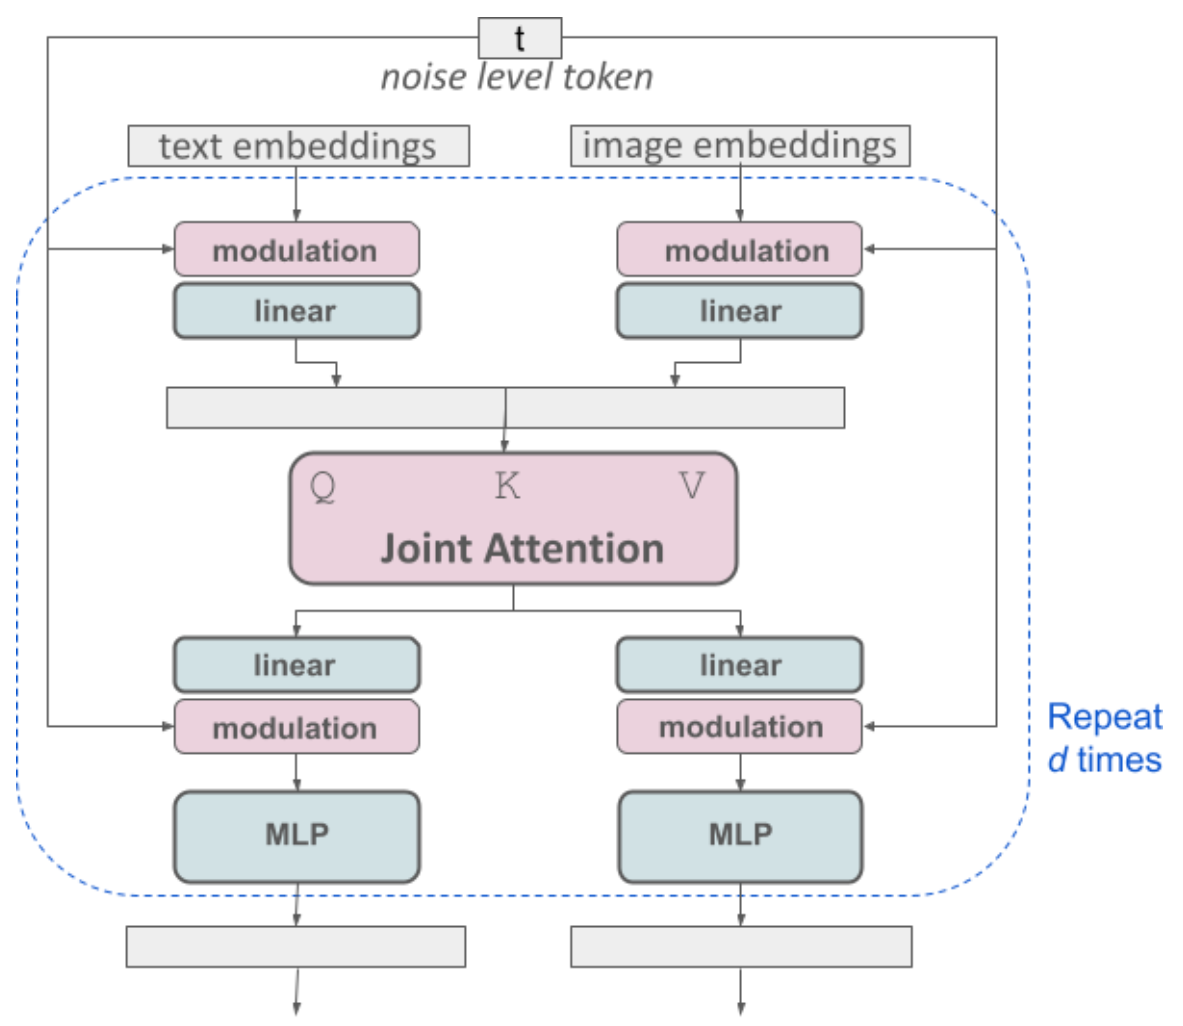 t
noise level token
text embeddings
image embeddings
modulation
modulation
linear
linear
Q K V
Joint Attention
linear
linear
modulation
modulation
Repeat
d times
MLP
MLP